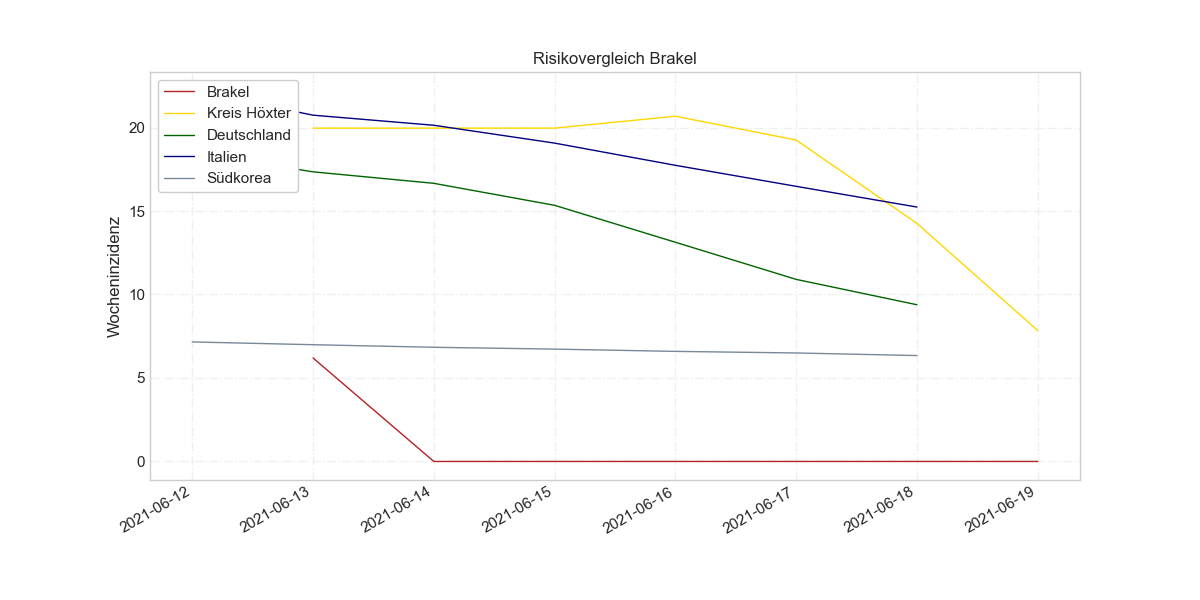 Risikovergleich Brakel
Brakel
Kreis Höxter
Deutschland
Italien
Südkorea
Wocheninzidenz
20
15
10
5
0
2021-06-12
2021-06-13
2021-06-14
2021-06-15
2021-06-16
2021-06-17
2021-06-18
2021-06-19